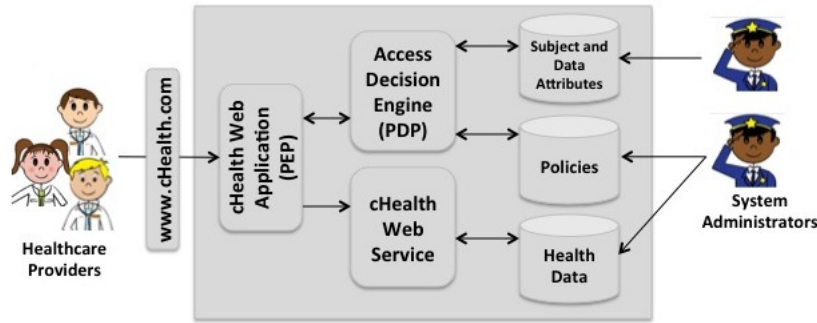 Healthcare
Providers
www.cHealth.com
cHealth Web
Application
(PEP)
Access
Decision
Engine
(PDP)
cHealth
Web
Service
Subject and
Data
Attributes
Policies
Health
Data
System
Administrators